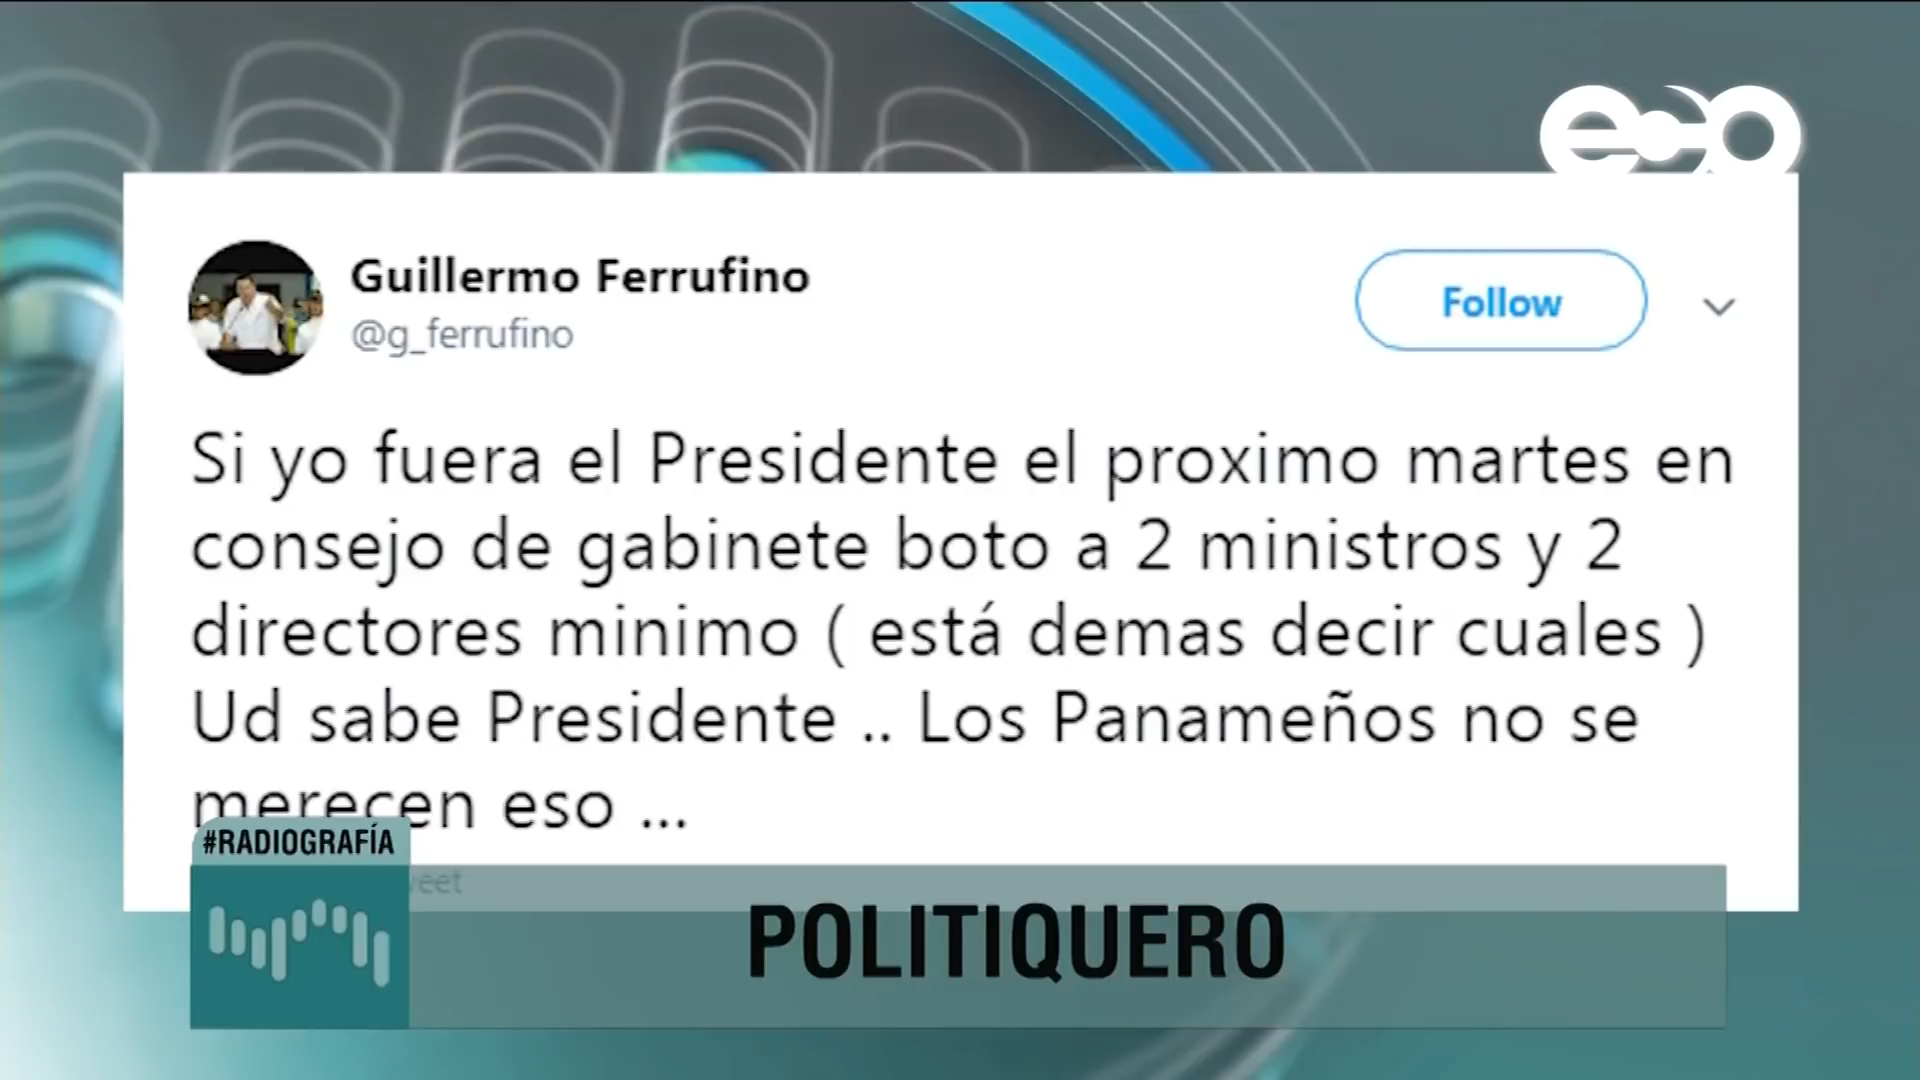 eco
Guillermo Ferrufino
@g_ferrufino
Follow
Si yo fuera el Presidente el proximo martes en
consejo de gabinete boto a 2 ministros y 2
directores minimo ( está demas decir cuales )
Ud sabe Presidente .. Los Panameños no se
merecen eso ...
#RADIOGRAFÍA
POLITIQUERO